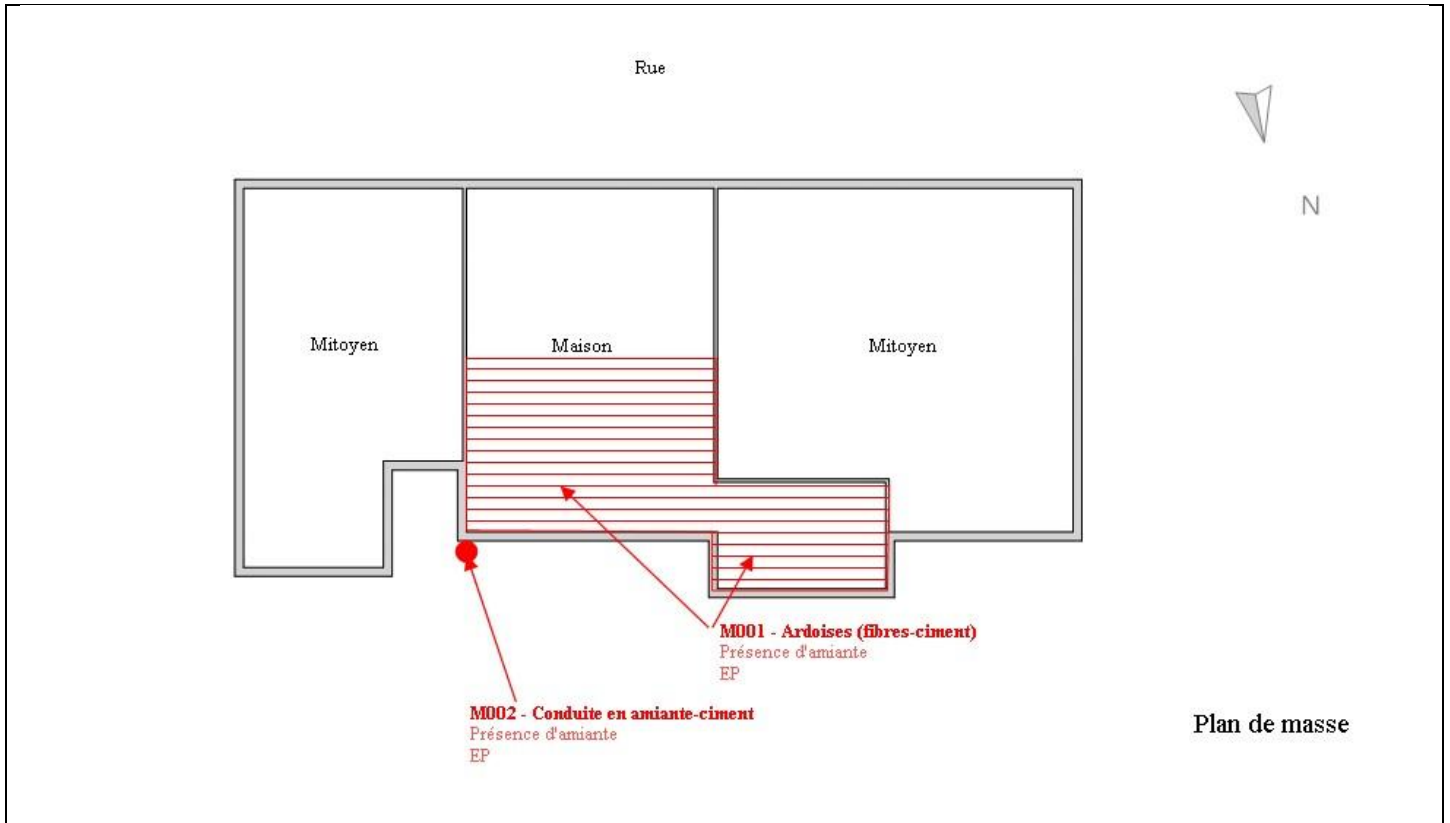 Rue
N
Mitoyen
Maison
Mitoyen
M001 - Ardoises (fibres-ciment)
Présence d'amiante
EP
M002 - Conduite en amiante-ciment
Présence d'amiante
EP
Plan de masse